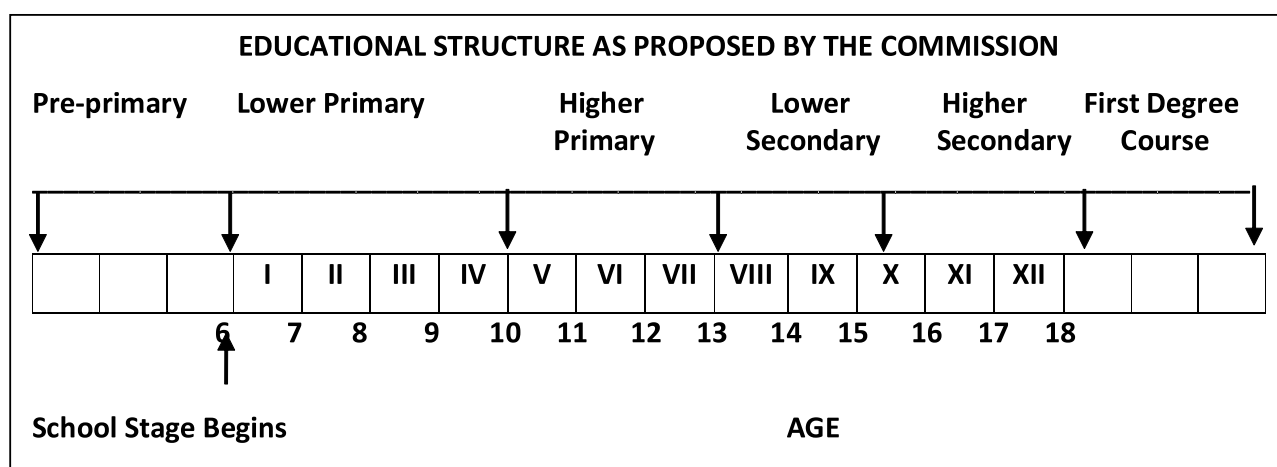 EDUCATIONAL STRUCTURE AS PROPOSED BY THE COMMISSION
Pre-primary Lower Primary Higher Primary Lower Secondary Higher Secondary First Degree Course
I II III IV V VI VII VIII IX X XI XII
6 7 8 9 10 11 12 13 14 15 16 17 18
School Stage Begins AGE